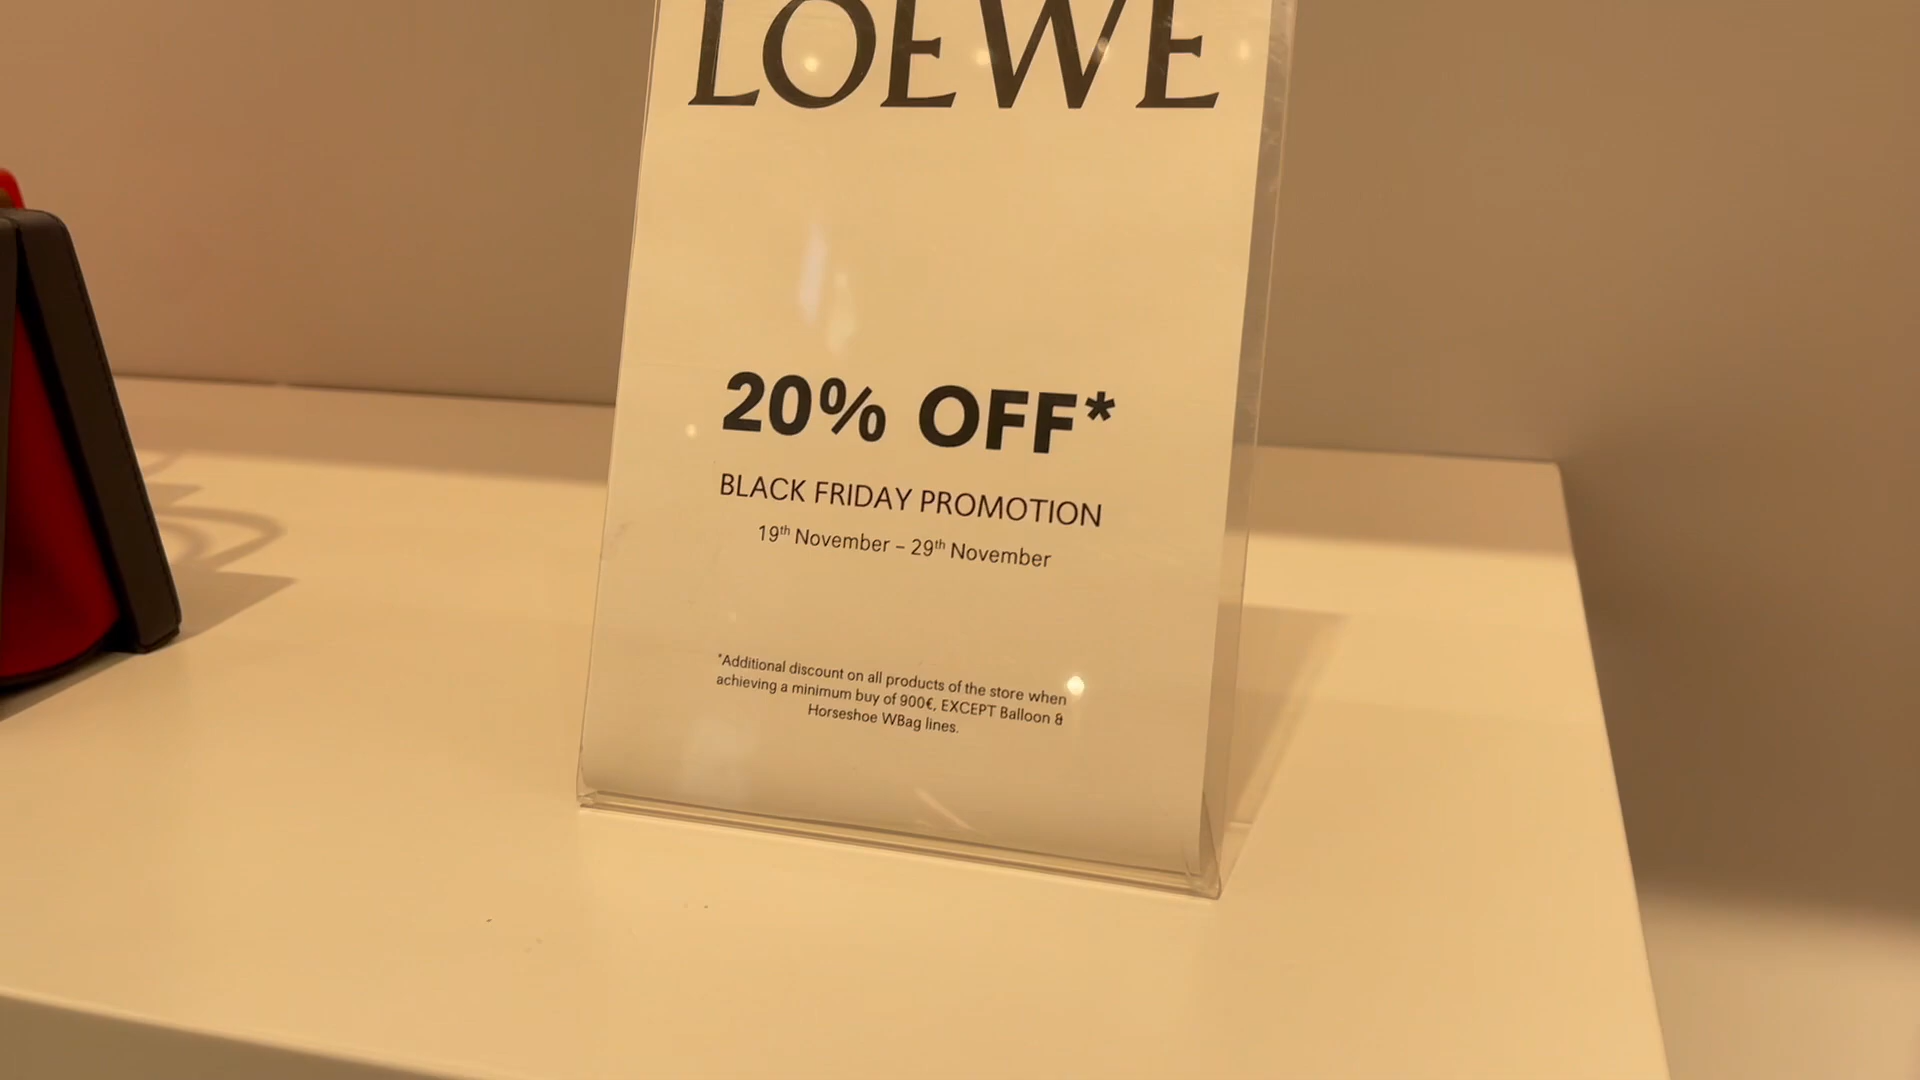 LOEWE
20% OFF*
BLACK FRIDAY PROMOTION
19th November – 29th November
*Additional discount on all products of the store when
achieving a minimum buy of 900€, EXCEPT Balloon &
Horseshoe WBag lines.